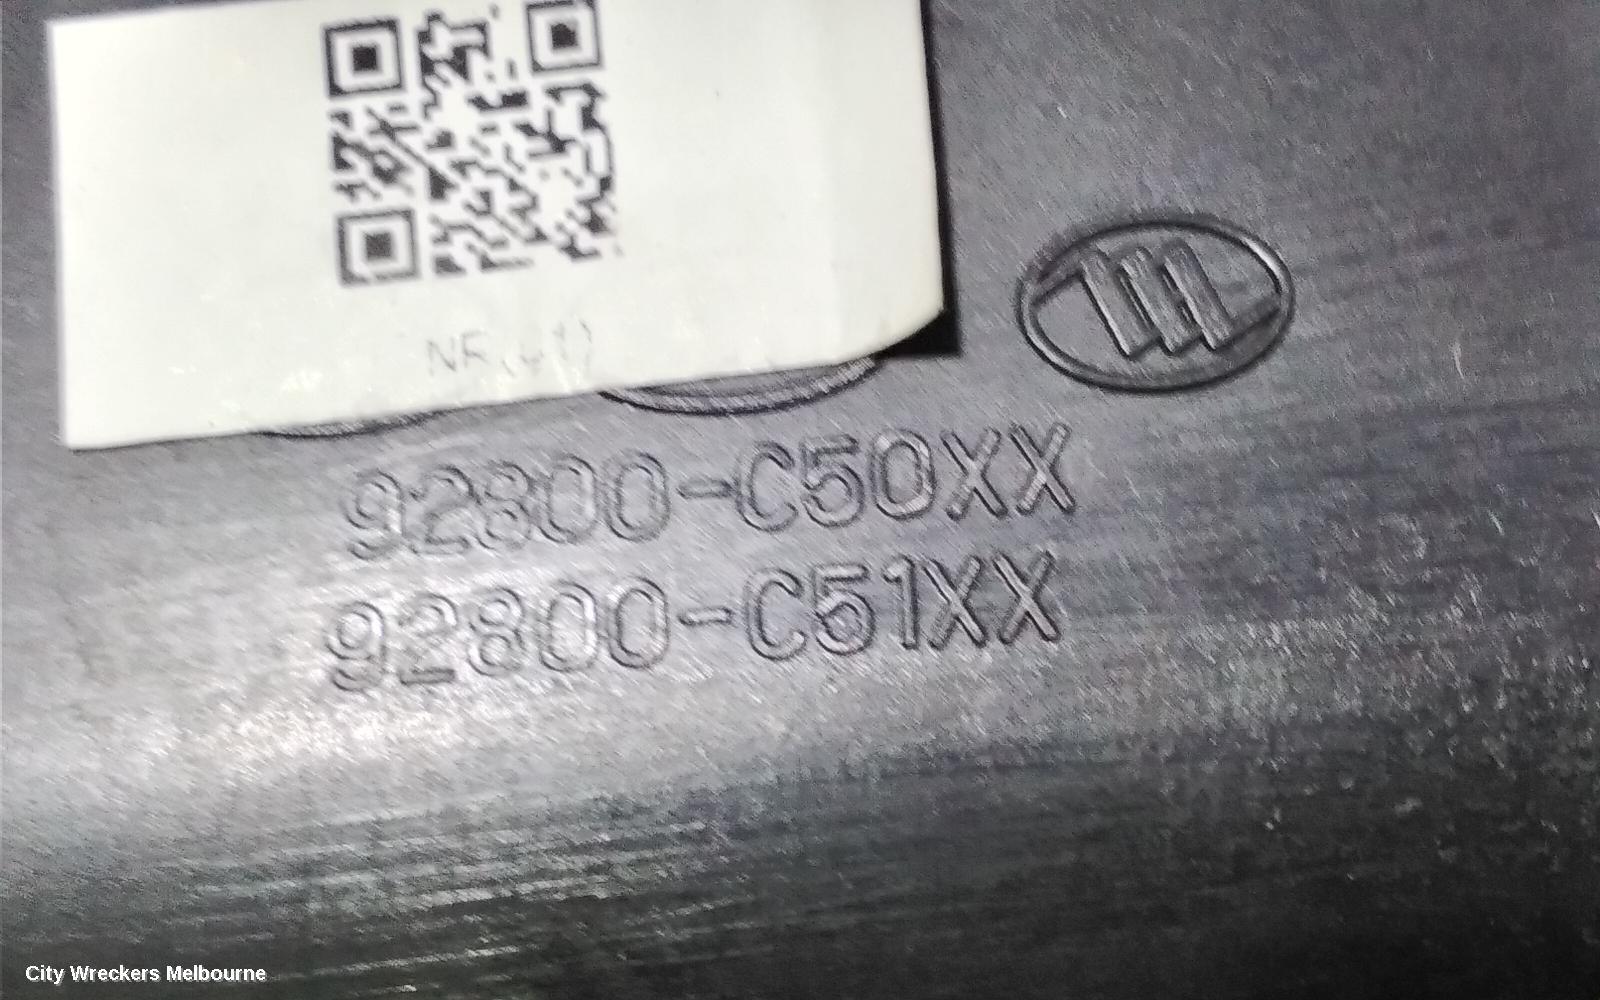 92800-C50XX
92800-C51XX
City Wreckers Melbourne